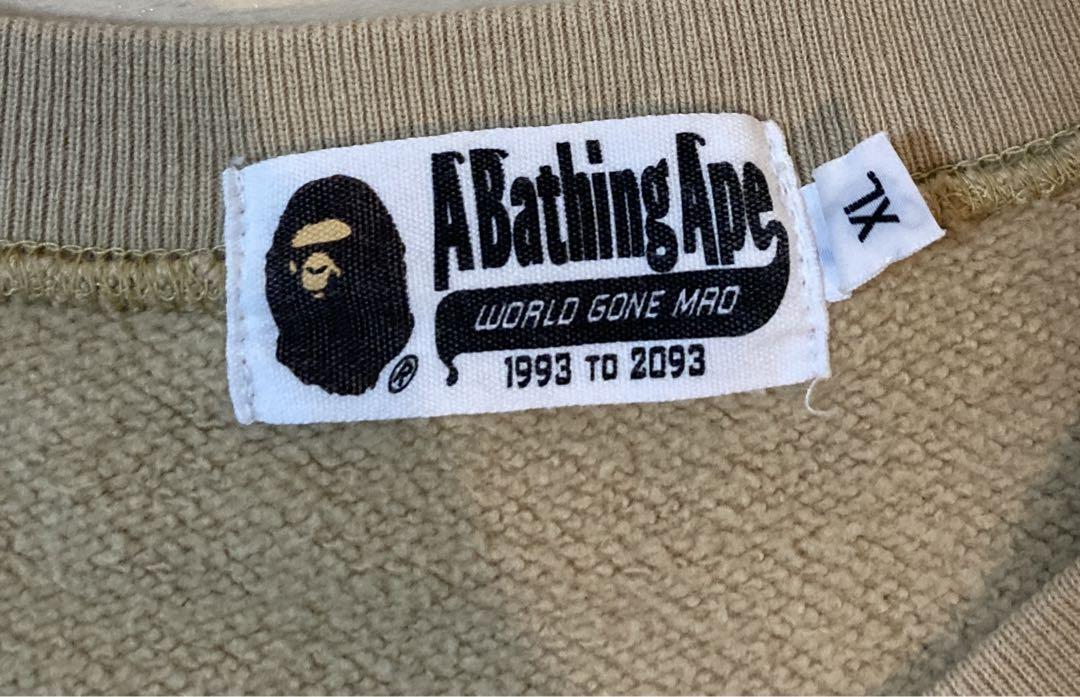 A Bathing Ape
WORLD GONE MAD
1993 TO 2093
®
XL